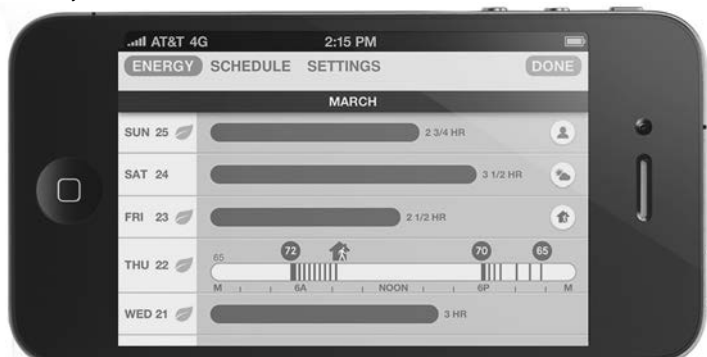 AT&T 4G 2:15 PM
ENERGY SCHEDULE SETTINGS DONE
MARCH
SUN 25 2 3/4 HR
SAT 24 3 1/2 HR
FRI 23 2 1/2 HR
65 72 70 65
THU 22
M 6A NOON 6P M
WED 21 3 HR